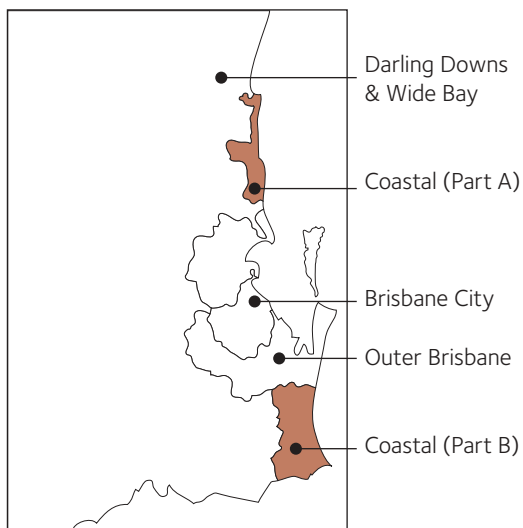 Darling Downs
& Wide Bay
Coastal (Part A)
Brisbane City
Outer Brisbane
Coastal (Part B)